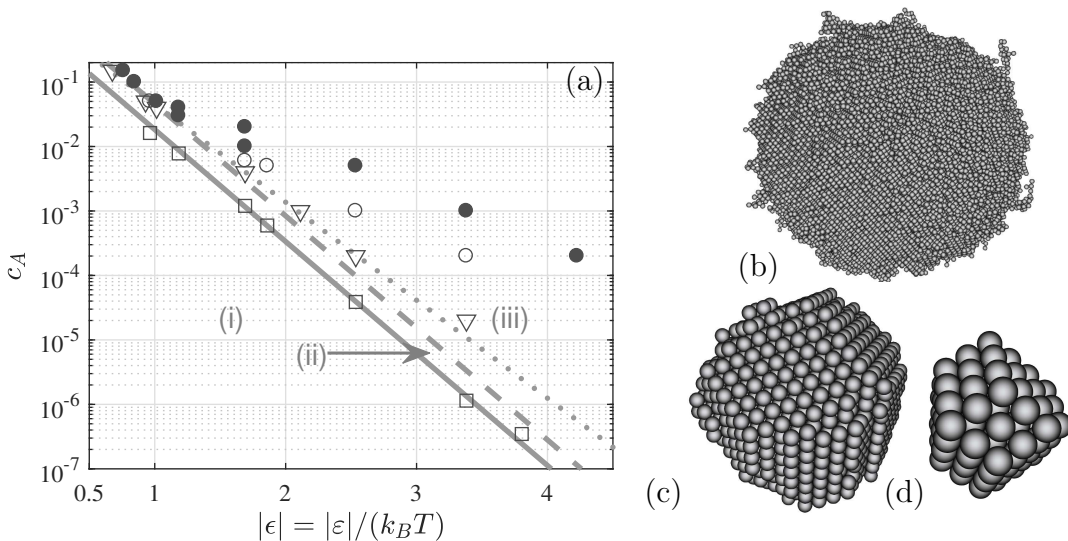 (a)
10^{-1}
10^{-2}
10^{-3}
10^{-4}
10^{-5}
10^{-6}
10^{-7}
c_A
(i)
(ii)
(iii)
0.5 1 2 3 4
|ϵ| = |ε|/(k_BT)
(b)
(c)
(d)